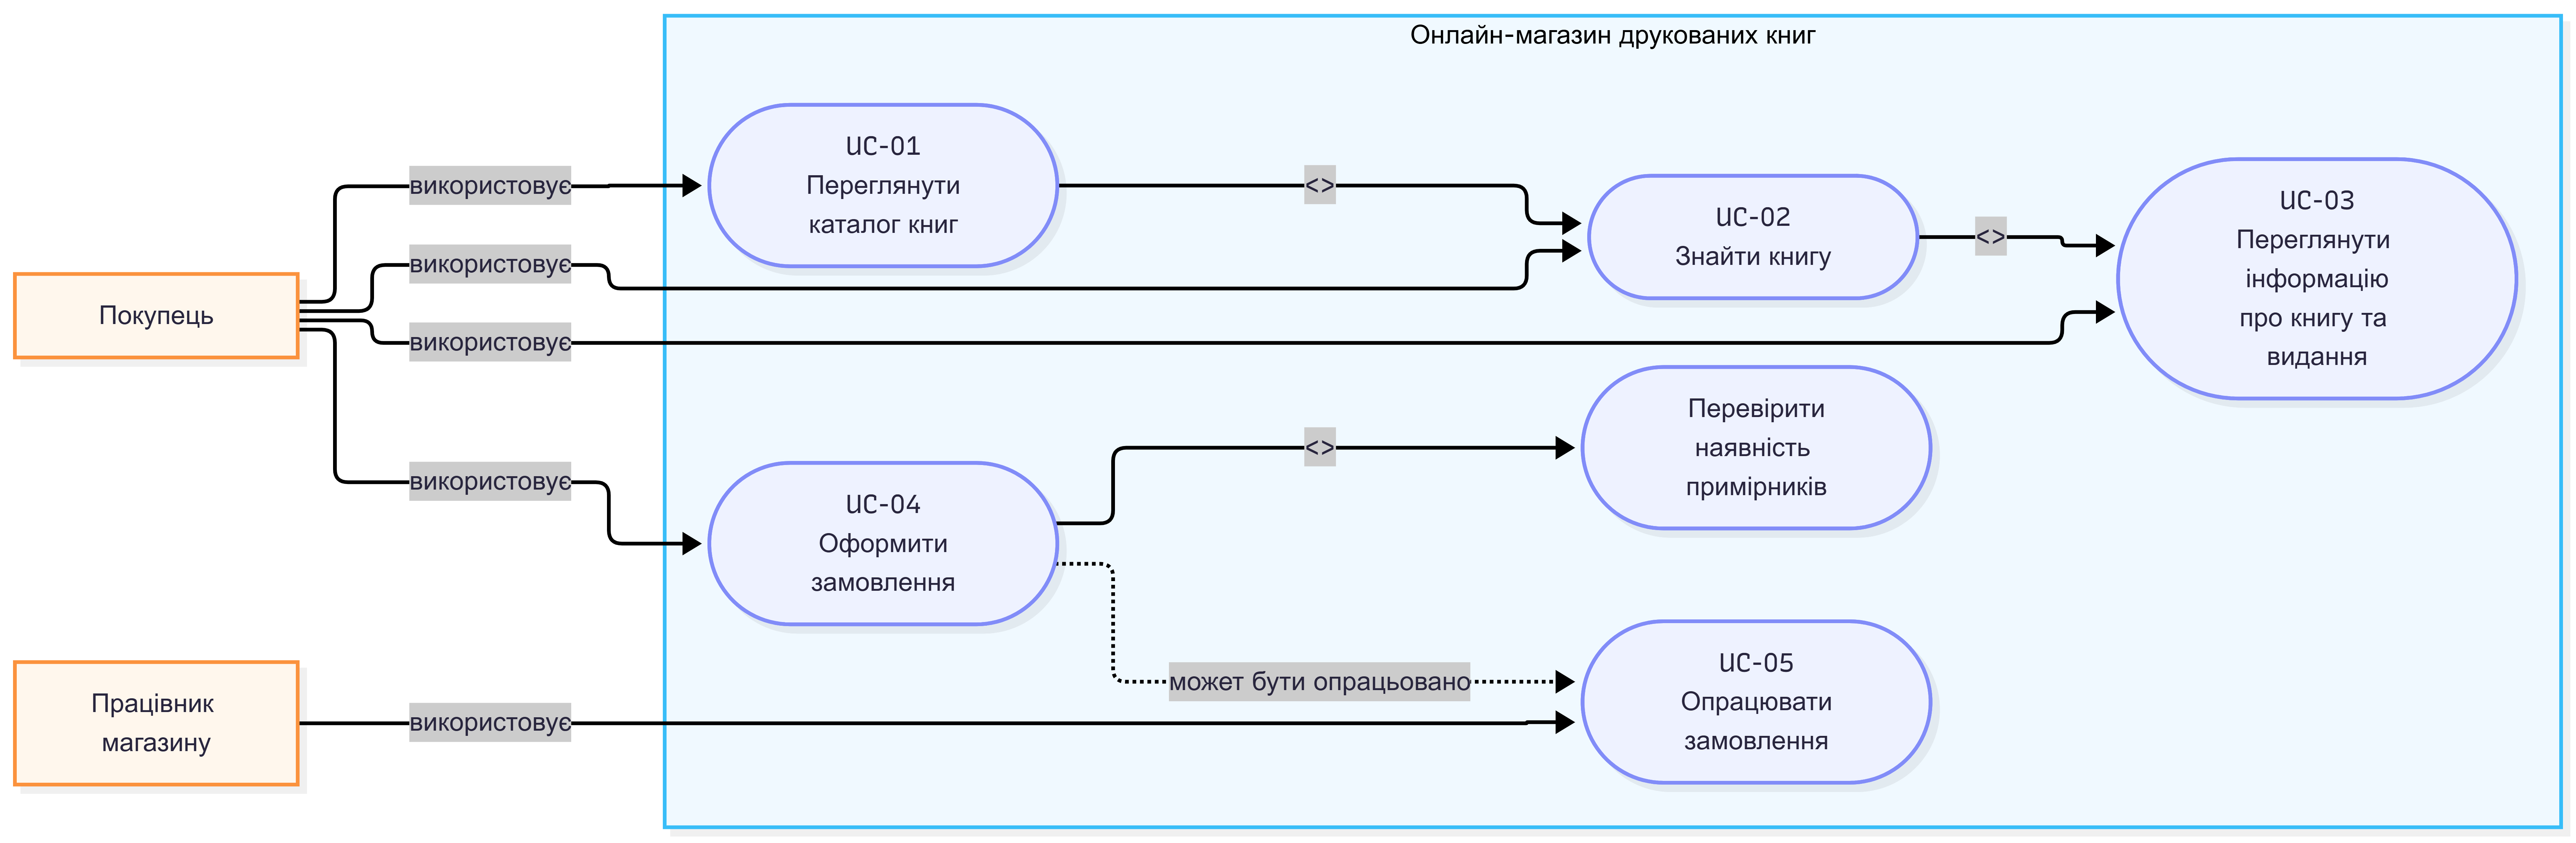 Онлайн-магазин друкованих книг
Покупець
використовує
використовує
використовує
використовує
UC-01
Переглянути
каталог книг
<>
UC-02
Знайти книгу
<>
UC-03
Переглянути
інформацію
про книгу та
видання
UC-04
Оформити
замовлення
<>
Перевірити
наявність
примірників
может бути опрацьовано
Працівник
магазину
використовує
UC-05
Опрацювати
замовлення